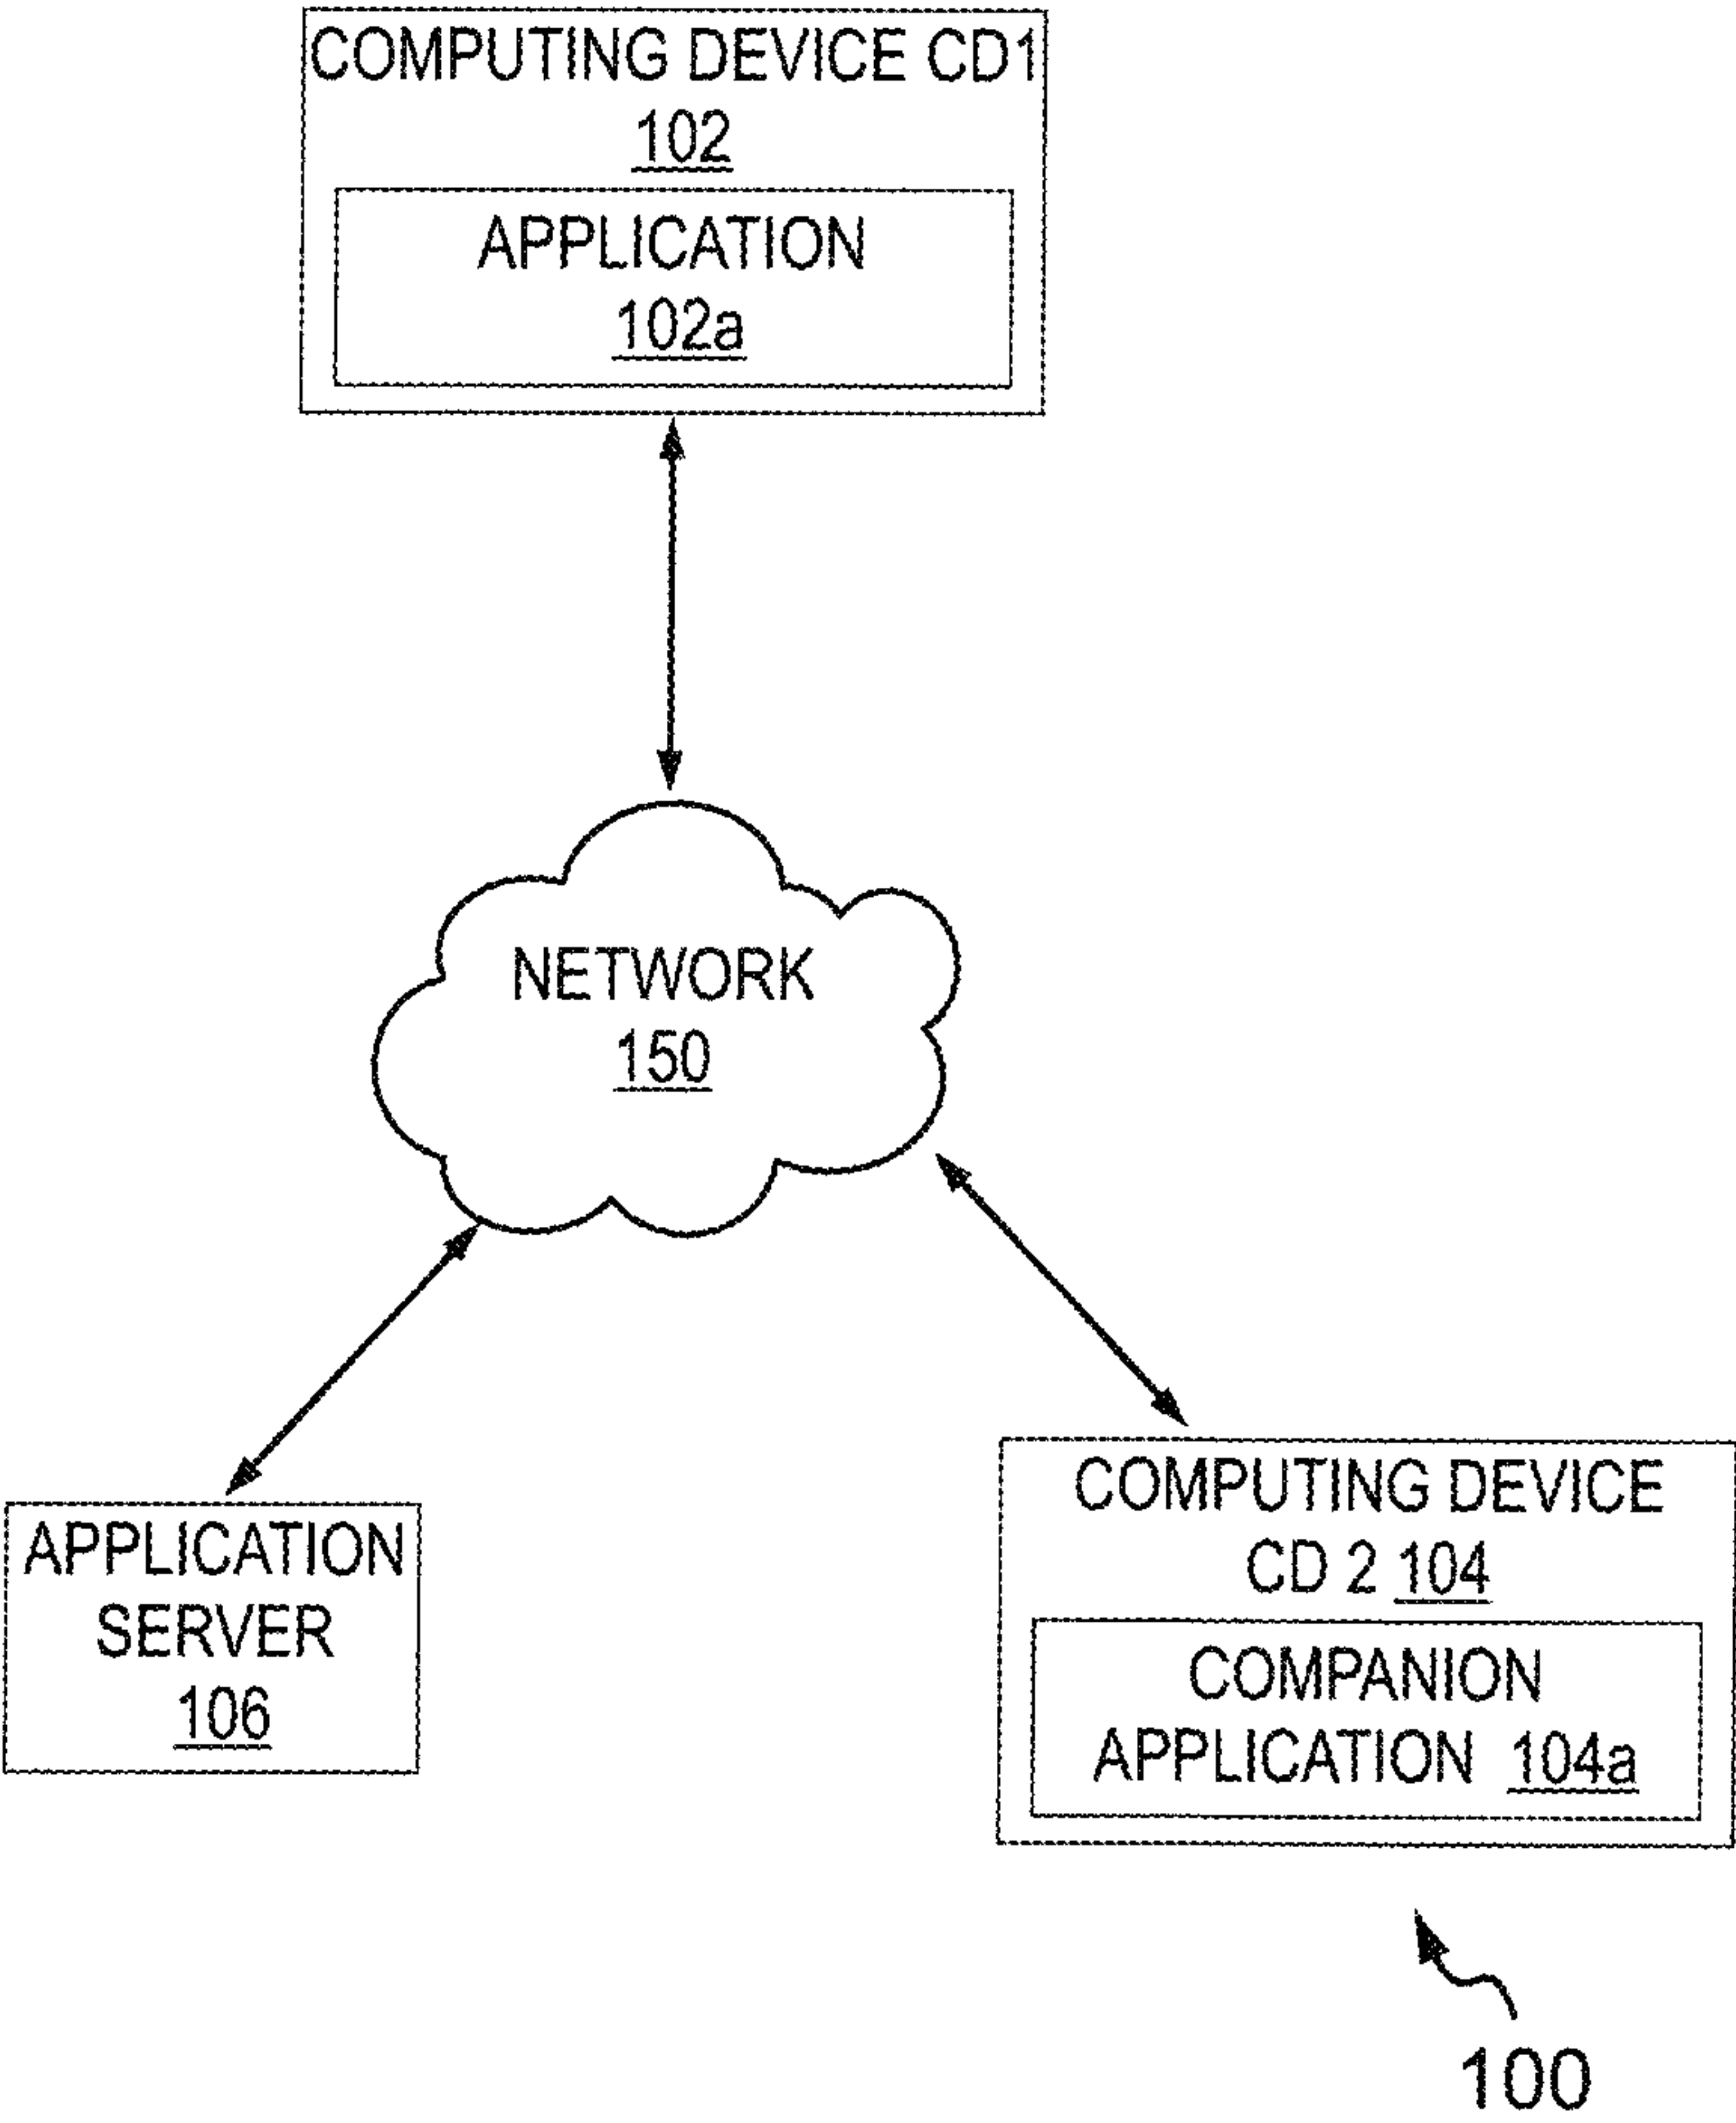 COMPUTING DEVICE CD1
102
APPLICATION
102a
NETWORK
150
APPLICATION
SERVER
106
COMPUTING DEVICE
CD 2 104
COMPANION
APPLICATION 104a
100